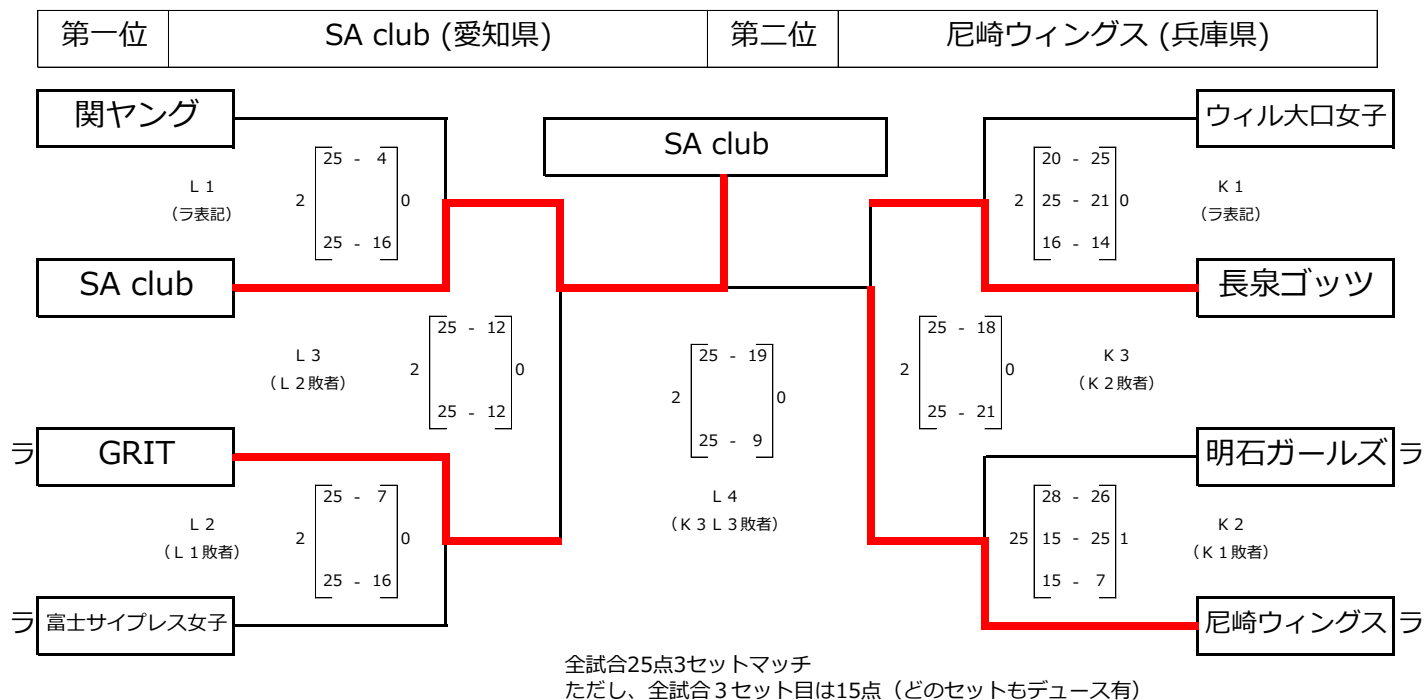 第一位 SA club (愛知県) 第二位 尼崎ウィングス (兵庫県)
関ヤング
SA club
ウィル大口女子
25 - 4
L 1
2 0
(ラ表記)
25 - 16
20 - 25
K 1
2 25 - 21 0
(ラ表記)
16 - 14
SA club
長泉ゴッツ
25 - 12
L 3
2 0
(L 2敗者)
25 - 12
25 - 19
2 0
25 - 9
L 4
(K 3 L 3敗者)
25 - 18
K 3
2 0
(K 2敗者)
25 - 21
ラ GRIT
明石ガールズ ラ
25 - 7
L 2
2 0
(L 1敗者)
25 - 16
28 - 26
K 2
25 15 - 25 1
(K 1敗者)
15 - 7
ラ 富士サイプレス女子
尼崎ウィングス ラ
全試合25点3セットマッチ
ただし、全試合3セット目は15点(どのセットもデュース有)